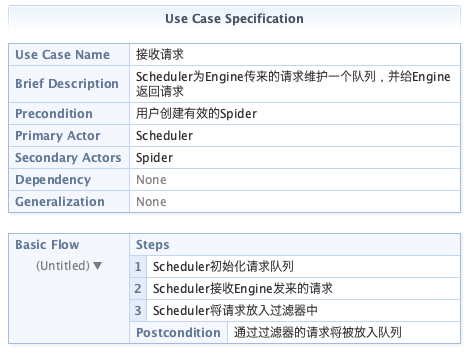 Use Case Specification
Use Case Name 接收请求
Brief Description Scheduler为Engine传来的请求维护一个队列，并给Engine
返回请求
Precondition 用户创建有效的Spider
Primary Actor Scheduler
Secondary Actors Spider
Dependency None
Generalization None
Basic Flow Steps
(Untitled) ▼
1 Scheduler初始化请求队列
2 Scheduler接收Engine发来的请求
3 Scheduler将请求放入过滤器中
Postcondition 通过过滤器的请求将被放入队列